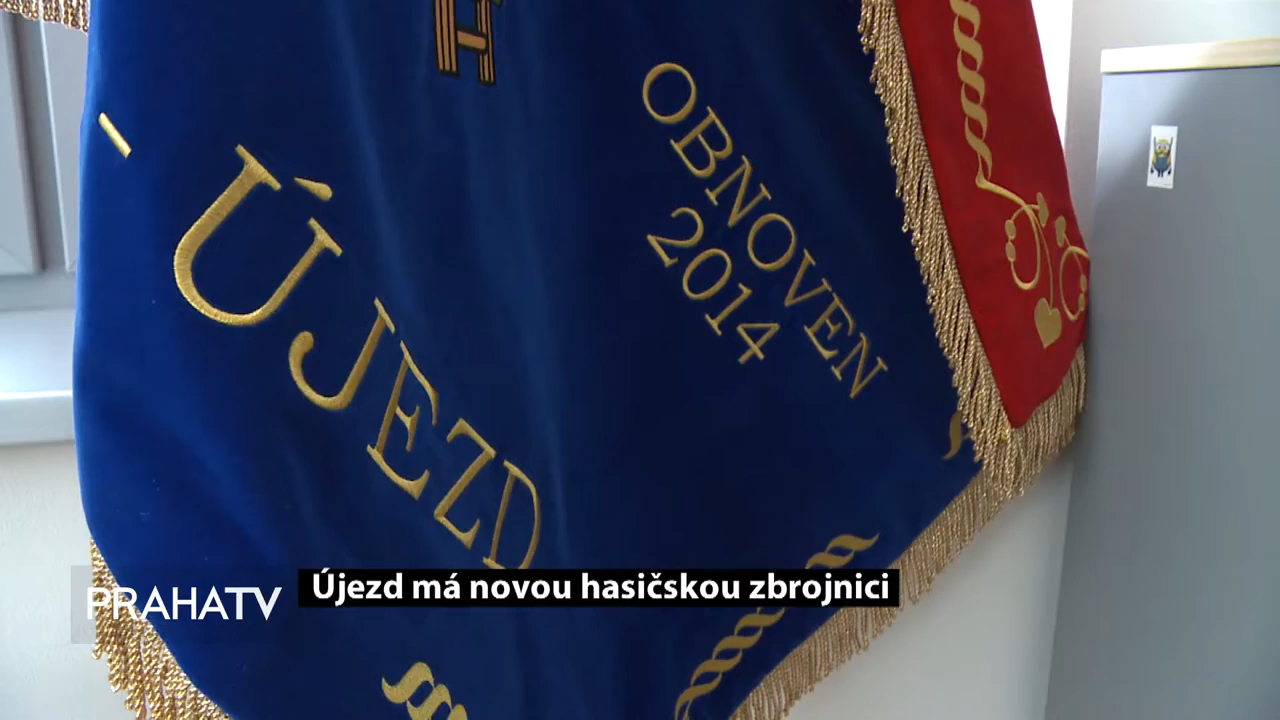 OBNOVEN
2014
ÚJEZD
PRAHATV
Újezd má novou hasičskou zbrojnici